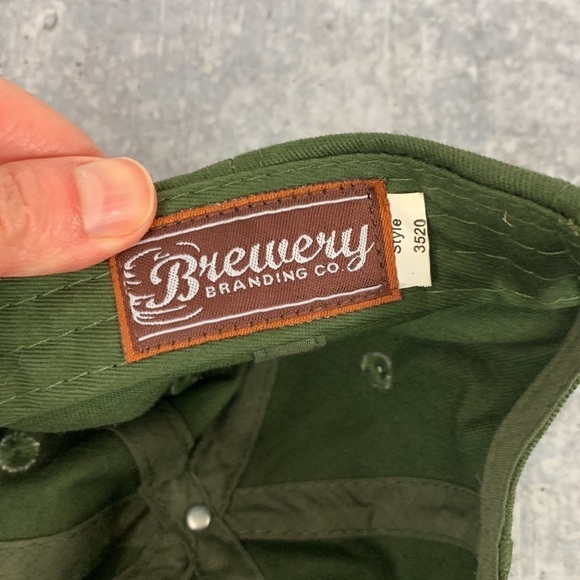 Brewery
BRANDING CO.
Style
3520